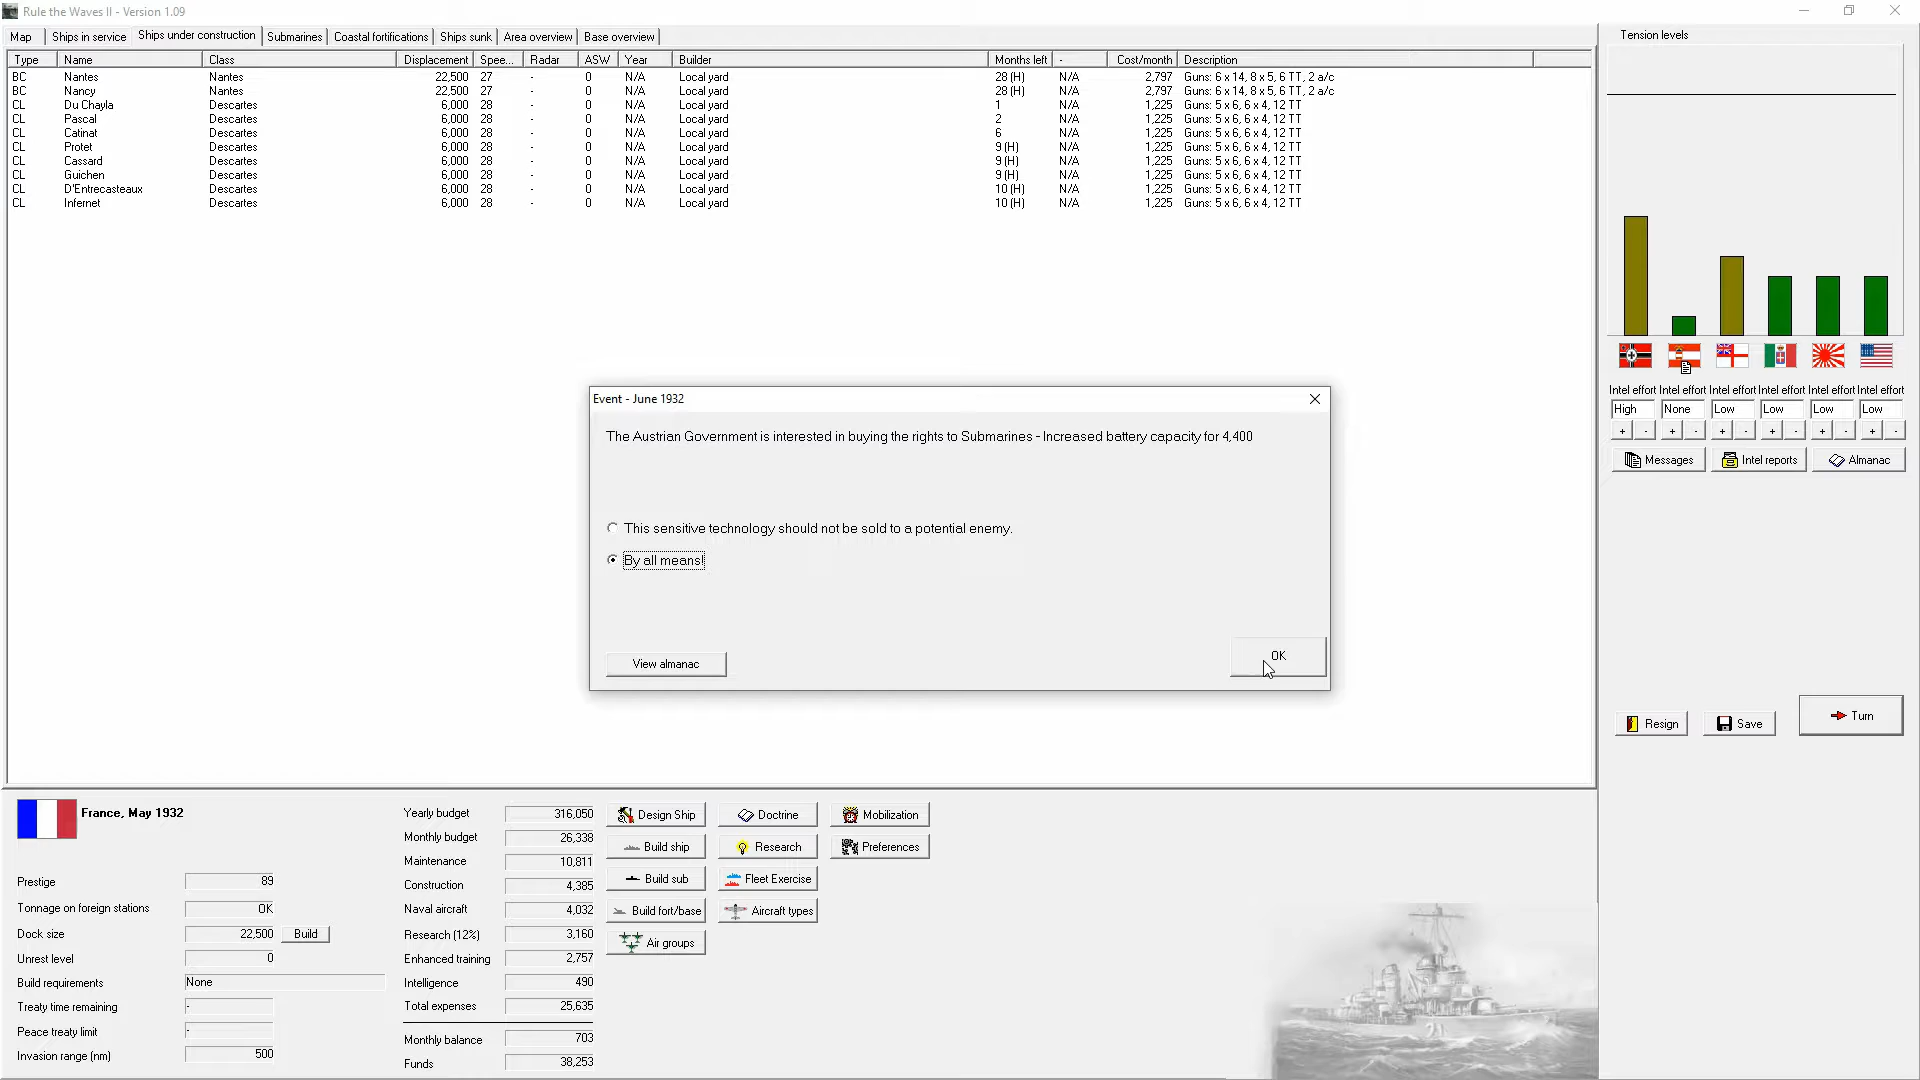 Rule the Waves II - Version 1.09
Map
Ships in service
Ships under construction
Submarines
Coastal fortifications
Ships sunk
Area overview
Base overview
Type Name Class Displacement Spee... Radar ASW Year Builder Months left - Cost/month Description
BC Nantes Nantes 22,500 27 - 0 N/A Local yard 28 (H) N/A 2,797 Guns: 6 x 14, 8 x 5, 6 TT, 2 a/c
BC Nancy Nantes 22,500 27 - 0 N/A Local yard 28 (H) N/A 2,797 Guns: 6 x 14, 8 x 5, 6 TT, 2 a/c
CL Du Chayla Descartes 6,000 28 - 0 N/A Local yard 1 N/A 1,225 Guns: 5 x 6, 6 x 4, 12 TT
CL Pascal Descartes 6,000 28 - 0 N/A Local yard 2 N/A 1,225 Guns: 5 x 6, 6 x 4, 12 TT
CL Catinat Descartes 6,000 28 - 0 N/A Local yard 6 N/A 1,225 Guns: 5 x 6, 6 x 4, 12 TT
CL Protet Descartes 6,000 28 - 0 N/A Local yard 9 (H) N/A 1,225 Guns: 5 x 6, 6 x 4, 12 TT
CL Cassard Descartes 6,000 28 - 0 N/A Local yard 9 (H) N/A 1,225 Guns: 5 x 6, 6 x 4, 12 TT
CL Guichen Descartes 6,000 28 - 0 N/A Local yard 9 (H) N/A 1,225 Guns: 5 x 6, 6 x 4, 12 TT
CL D'Entrecasteaux Descartes 6,000 28 - 0 N/A Local yard 10 (H) N/A 1,225 Guns: 5 x 6, 6 x 4, 12 TT
CL Infernet Descartes 6,000 28 - 0 N/A Local yard 10 (H) N/A 1,225 Guns: 5 x 6, 6 x 4, 12 TT
Event - June 1932
The Austrian Government is interested in buying the rights to Submarines - Increased battery capacity for 4,400
This sensitive technology should not be sold to a potential enemy.
By all means!
View almanac
OK
Tension levels
Intel effort Intel effort Intel effort Intel effort Intel effort Intel effort
High None Low Low Low Low
+ - + - + - + - + - + -
Messages
Intel reports
Almanac
Resign
Save
Turn
France, May 1932
Prestige 89
Tonnage on foreign stations OK
Dock size 22,500 Build
Unrest level 0
Build requirements None
Treaty time remaining -
Peace treaty limit -
Invasion range (nm) 500
Yearly budget 316,050
Monthly budget 26,338
Maintenance 10,811
Construction 4,385
Naval aircraft 4,032
Research (12%) 3,160
Enhanced training 2,757
Intelligence 490
Total expenses 25,635
Monthly balance 703
Funds 38,253
Design Ship
Doctrine
Mobilization
Build ship
Research
Preferences
Build sub
Fleet Exercise
Build fort/base
Aircraft types
Air groups